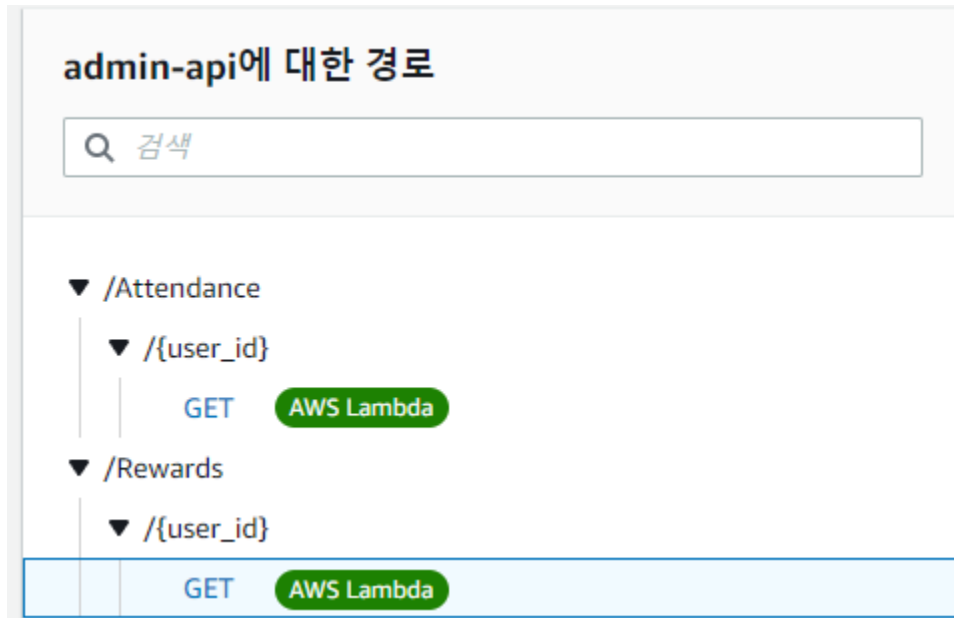 admin-api에 대한 경로
검색
/Attendance
/{user_id}
GET AWS Lambda
/Rewards
/{user_id}
GET AWS Lambda